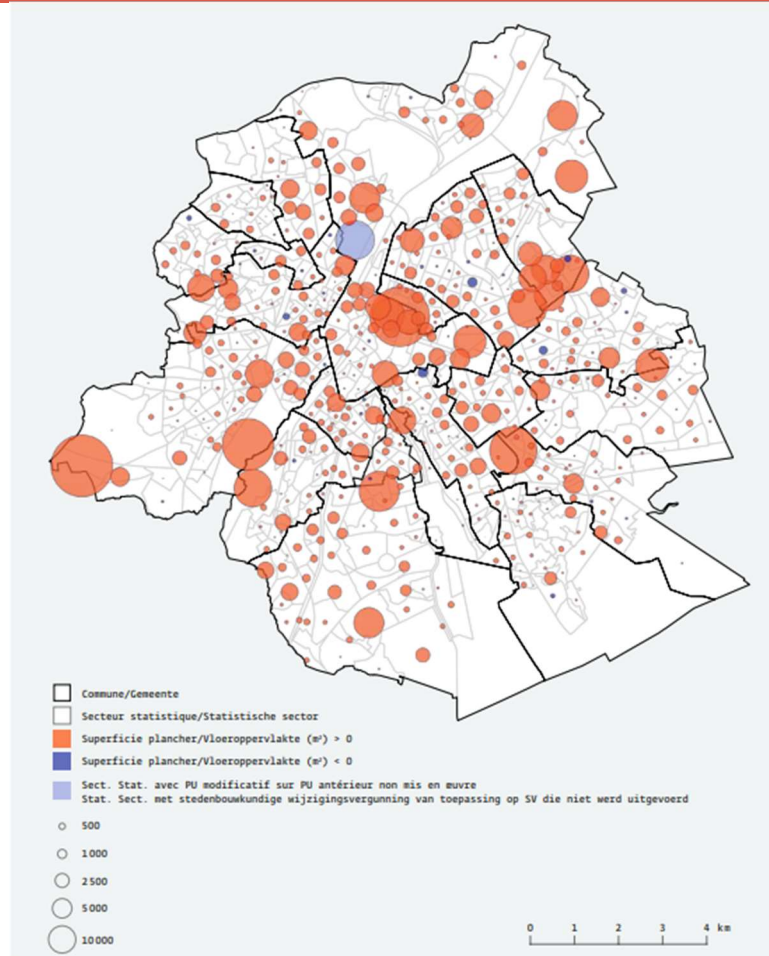 Commune/Gemeente
Secteur statistique/Statistische sector
Superficie plancher/Vloeroppervlakte (m²) > 0
Superficie plancher/Vloeroppervlakte (m²) < 0
Sect. Stat. avec PU modificatif sur PU antérieur non mis en œuvre
Stat. Sect. met stedenbouwkundige wijzigingsvergunning van toepassing op SV die niet werd uitgevoerd
500
1 000
2 500
5 000
10 000
0 1 2 3 4 km